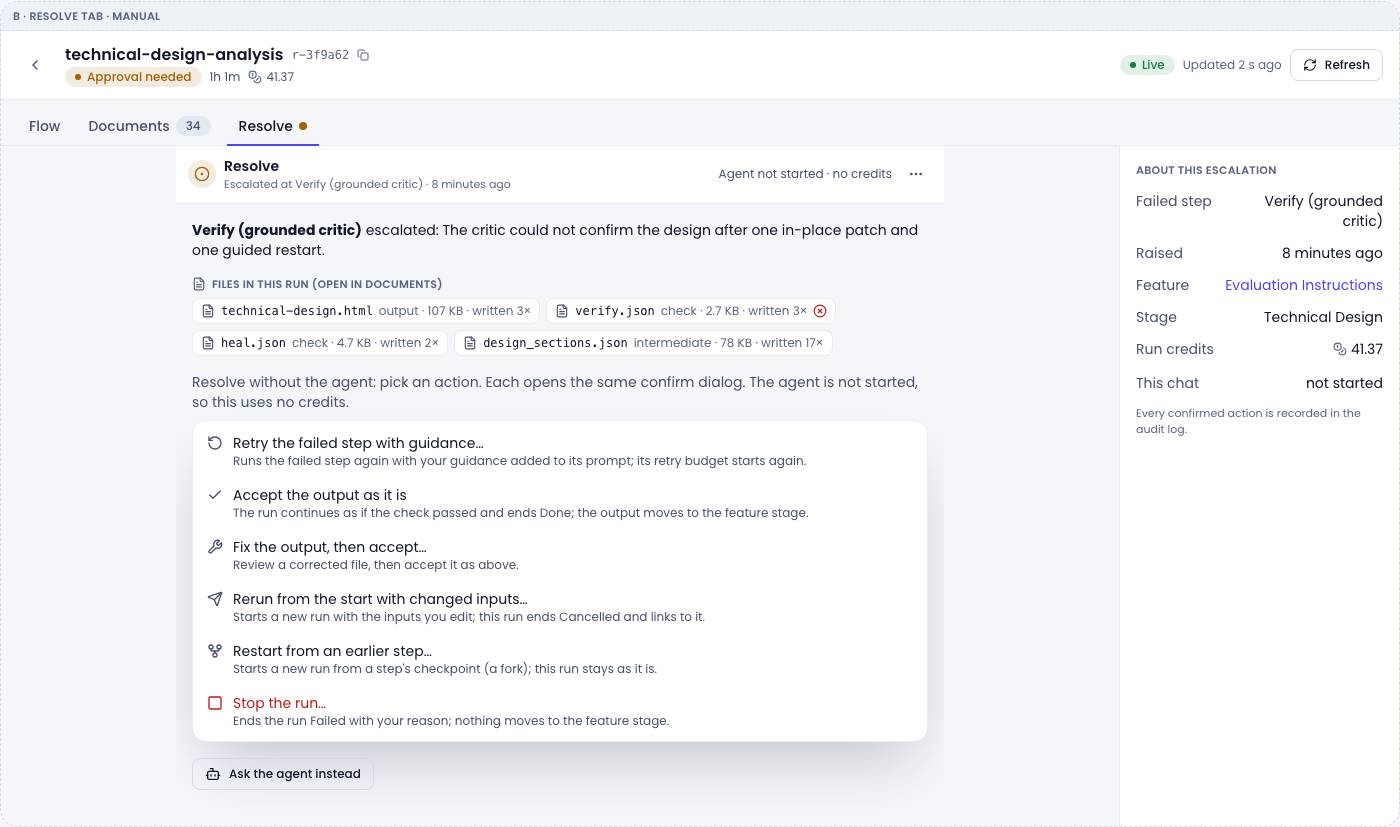 B · RESOLVE TAB · MANUAL
technical-design-analysis r-3f9a62
Approval needed 1h 1m 41.37
Live Updated 2 s ago Refresh
Flow Documents 34 Resolve
Resolve
Escalated at Verify (grounded critic) · 8 minutes ago
Agent not started · no credits
Verify (grounded critic) escalated: The critic could not confirm the design after one in-place patch and
one guided restart.
FILES IN THIS RUN (OPEN IN DOCUMENTS)
technical-design.html output · 107 KB · written 3×
verify.json check · 2.7 KB · written 3×
heal.json check · 4.7 KB · written 2×
design_sections.json intermediate · 78 KB · written 17×
Resolve without the agent: pick an action. Each opens the same confirm dialog. The agent is not started,
so this uses no credits.
Retry the failed step with guidance…
Runs the failed step again with your guidance added to its prompt; its retry budget starts again.
Accept the output as it is
The run continues as if the check passed and ends Done; the output moves to the feature stage.
Fix the output, then accept…
Review a corrected file, then accept it as above.
Rerun from the start with changed inputs…
Starts a new run with the inputs you edit; this run ends Cancelled and links to it.
Restart from an earlier step…
Starts a new run from a step's checkpoint (a fork); this run stays as it is.
Stop the run…
Ends the run Failed with your reason; nothing moves to the feature stage.
Ask the agent instead
ABOUT THIS ESCALATION
Failed step Verify (grounded
critic)
Raised 8 minutes ago
Feature Evaluation Instructions
Stage Technical Design
Run credits 41.37
This chat not started
Every confirmed action is recorded in the
audit log.